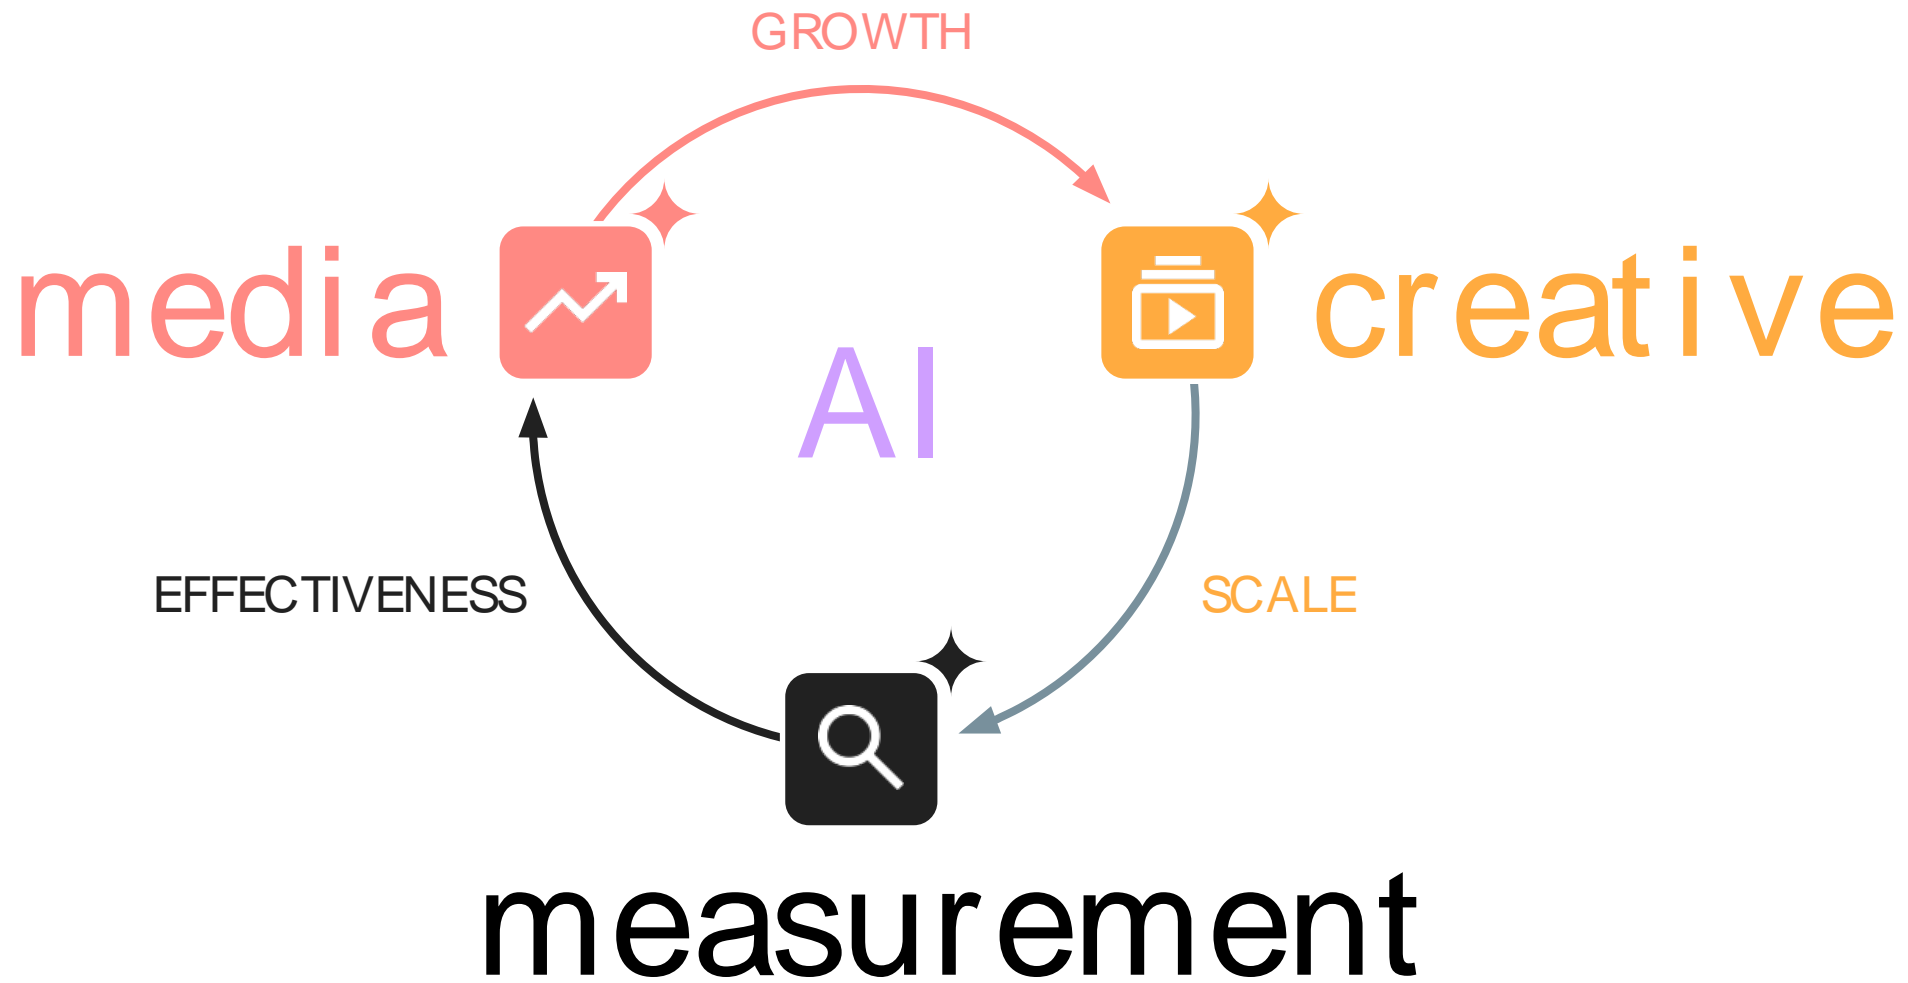 GROWTH
media
creative
AI
EFFECTIVENESS
SCALE
measurement